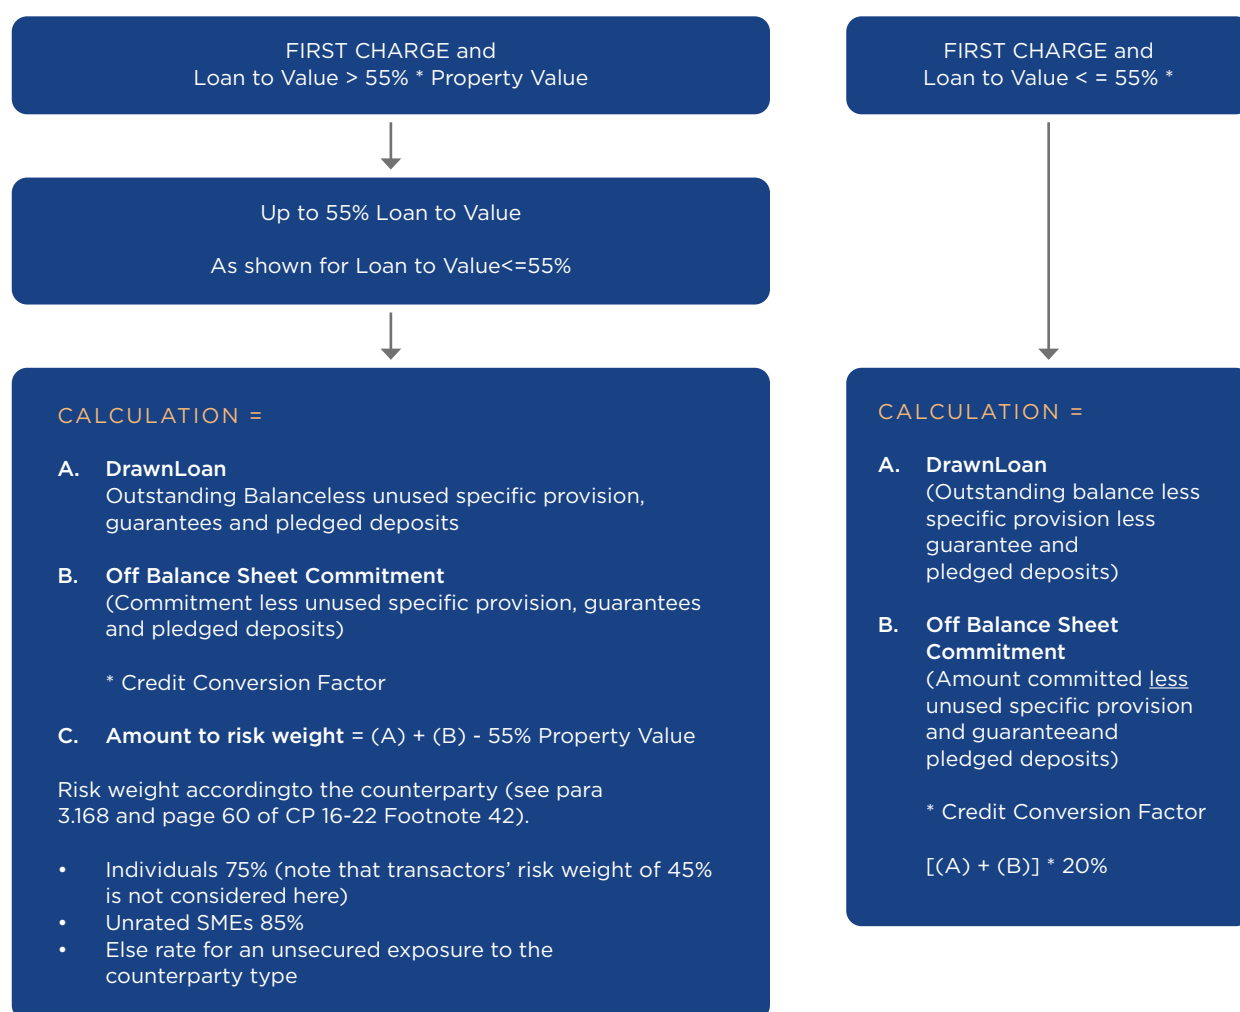 FIRST CHARGE and
Loan to Value > 55% * Property Value
Up to 55% Loan to Value
As shown for Loan to Value<=55%
CALCULATION =
A. DrawnLoan
Outstanding Balanceless unused specific provision,
guarantees and pledged deposits
B. Off Balance Sheet Commitment
(Commitment less unused specific provision, guarantees
and pledged deposits)
* Credit Conversion Factor
C. Amount to risk weight = (A) + (B) - 55% Property Value
Risk weight accordingto the counterparty (see para
3.168 and page 60 of CP 16-22 Footnote 42).
• Individuals 75% (note that transactors’ risk weight of 45%
is not considered here)
• Unrated SMEs 85%
• Else rate for an unsecured exposure to the
counterparty type
FIRST CHARGE and
Loan to Value < = 55% *
CALCULATION =
A. DrawnLoan
(Outstanding balance less
specific provision less
guarantee and
pledged deposits)
B. Off Balance Sheet
Commitment
(Amount committed less
unused specific provision
and guaranteeand
pledged deposits)
* Credit Conversion Factor
[(A) + (B)] * 20%